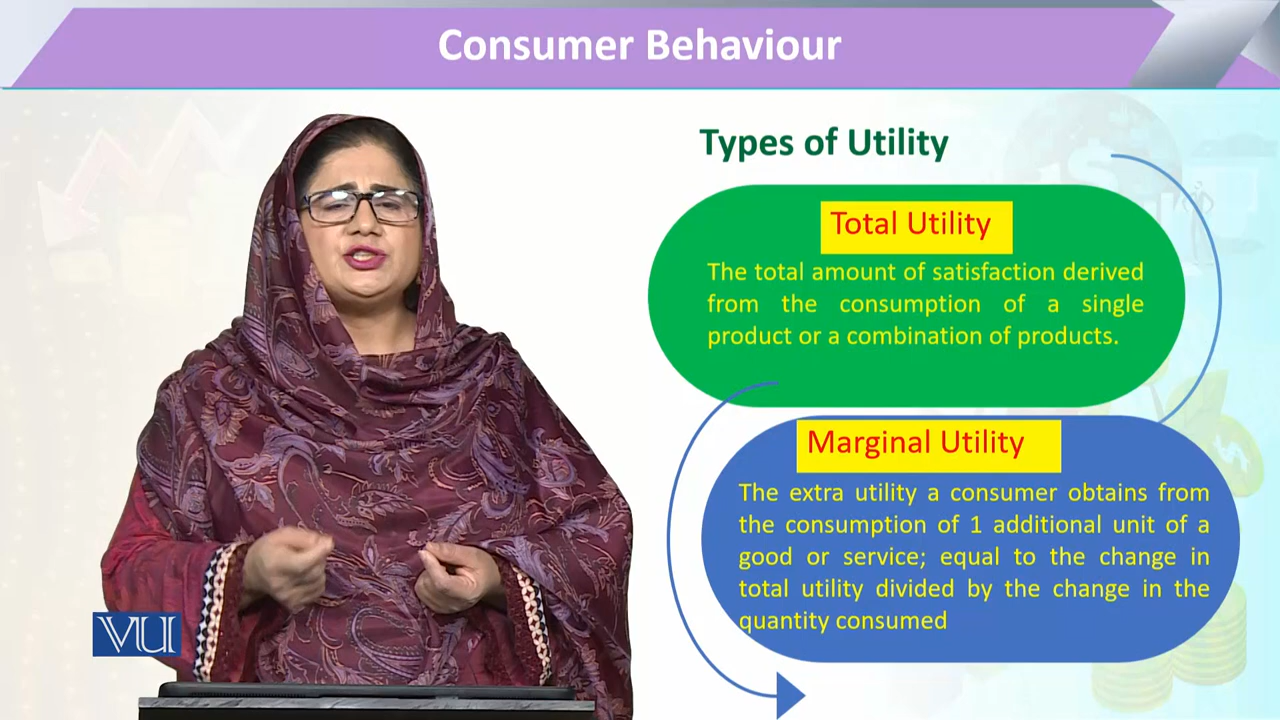 Consumer Behaviour
Types of Utility
Total Utility
The total amount of satisfaction derived
from the consumption of a single
product or a combination of products.
Marginal Utility
The extra utility a consumer obtains from
the consumption of 1 additional unit of a
good or service; equal to the change in
total utility divided by the change in the
quantity consumed
VU